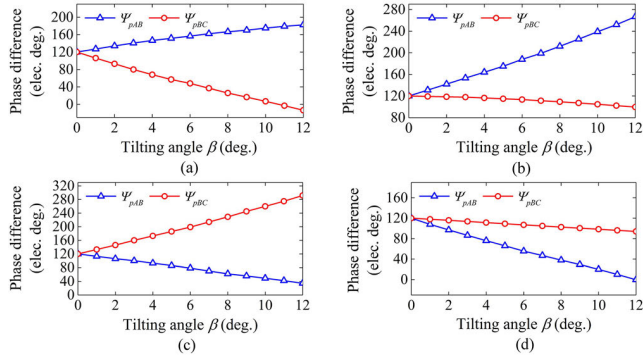 Phase difference
(elec. deg.)
200
160
120
80
40
0
Ψ_pAB Ψ_pBC
0 2 4 6 8 10 12
Tilting angle β (deg.)
(a)
Phase difference
(elec. deg.)
280
240
200
160
120
80
Ψ_pAB Ψ_pBC
0 2 4 6 8 10 12
Tilting angle β (deg.)
(b)
Phase difference
(elec. deg.)
320
280
240
200
160
120
80
40
0
Ψ_pAB Ψ_pBC
0 2 4 6 8 10 12
Tilting angle β (deg.)
(c)
Phase difference
(elec. deg.)
160
120
80
40
0
Ψ_pAB Ψ_pBC
0 2 4 6 8 10 12
Tilting angle β (deg.)
(d)